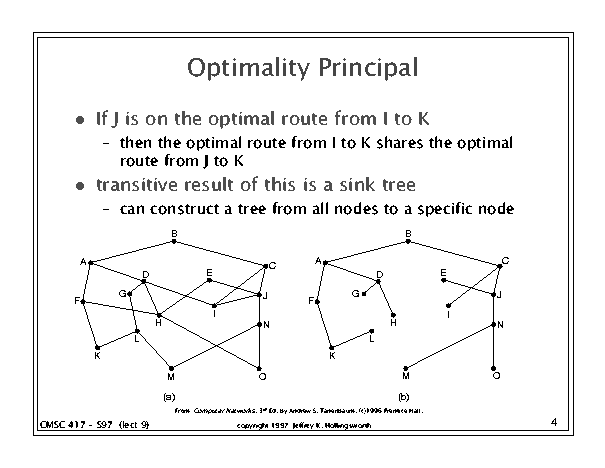 Optimality Principal
● If J is on the optimal route from I to K
– then the optimal route from I to K shares the optimal
route from J to K
● transitive result of this is a sink tree
– can construct a tree from all nodes to a specific node
B B
A D E C A D E C
F G H I J F G H I J
L N L N
K K
M O M O
(a) (b)
From: Computer Networks, 3rd Ed. by Andrew S. Tanenbaum, (c)1996 Prentice Hall.
CMSC 417 - S97 (lect 9) copyright 1997 Jeffrey K. Hollingsworth 4